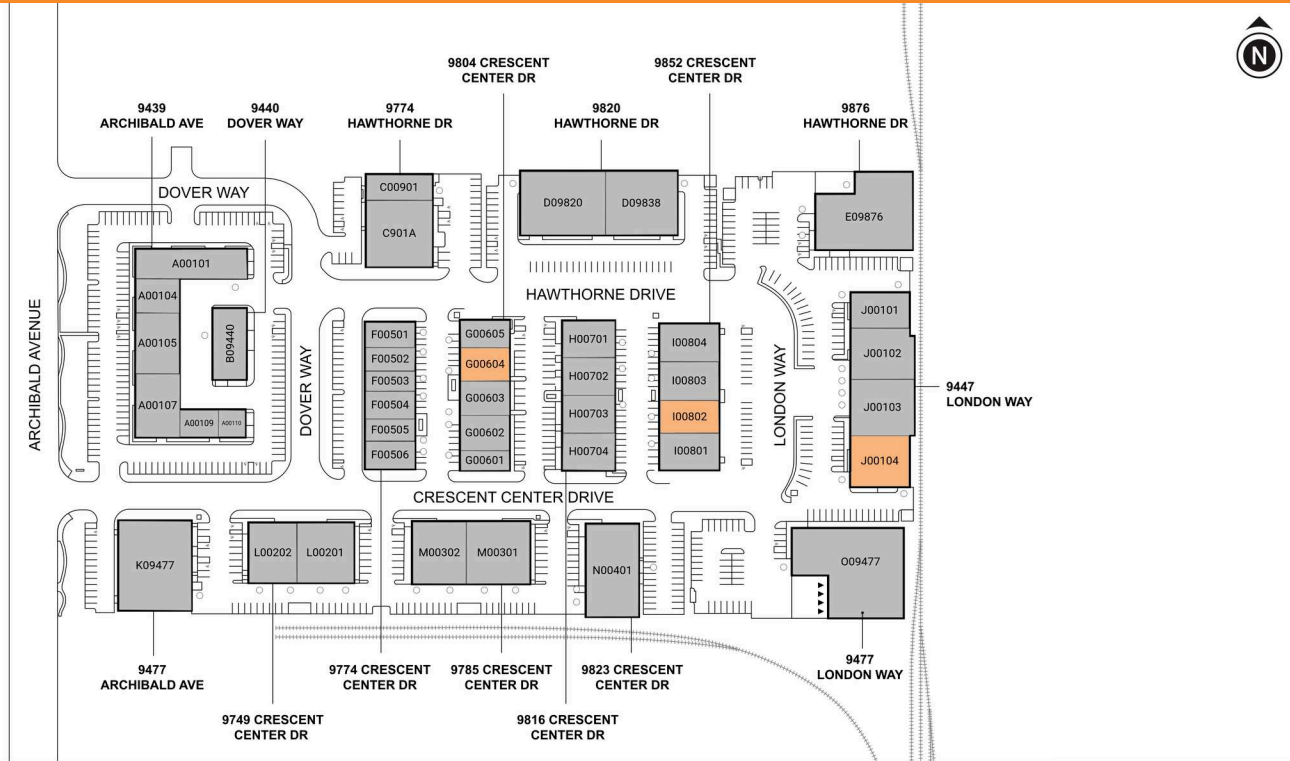 N
9804 CRESCENT
CENTER DR
9852 CRESCENT
CENTER DR
9439
ARCHIBALD AVE
9440
DOVER WAY
9774
HAWTHORNE DR
9820
HAWTHORNE DR
9876
HAWTHORNE DR
DOVER WAY
C00901
C901A
D09820
D09838
E09876
A00101
A00104
A00105
A00107
A00109
A00110
B09440
HAWTHORNE DRIVE
ARCHIBALD AVENUE
DOVER WAY
LONDON WAY
F00501
F00502
F00503
F00504
F00505
F00506
G00605
G00604
G00603
G00602
G00601
H00701
H00702
H00703
H00704
I00804
I00803
I00802
I00801
J00101
J00102
J00103
J00104
9447
LONDON WAY
CRESCENT CENTER DRIVE
K09477
L00202
L00201
M00302
M00301
N00401
O09477
9477
ARCHIBALD AVE
9774 CRESCENT
CENTER DR
9785 CRESCENT
CENTER DR
9823 CRESCENT
CENTER DR
9477
LONDON WAY
9749 CRESCENT
CENTER DR
9816 CRESCENT
CENTER DR